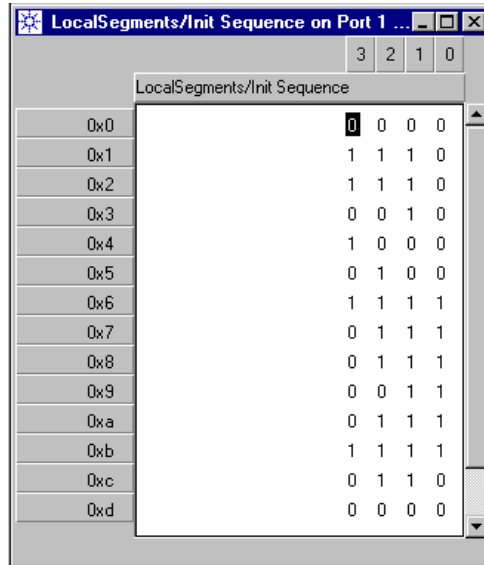 LocalSegments/Init Sequence on Port 1 ...
3 2 1 0
LocalSegments/Init Sequence
0x0 0 0 0 0
0x1 1 1 1 0
0x2 1 1 1 0
0x3 0 0 1 0
0x4 1 0 0 0
0x5 0 1 0 0
0x6 1 1 1 1
0x7 0 1 1 1
0x8 0 1 1 1
0x9 0 0 1 1
0xa 0 1 1 1
0xb 1 1 1 1
0xc 0 1 1 0
0xd 0 0 0 0